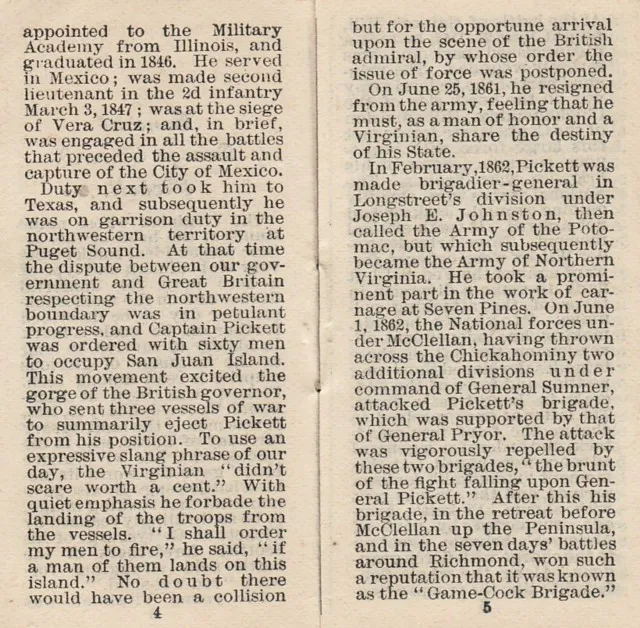 appointed to the Military
Academy from Illinois, and
graduated in 1846. He served
in Mexico; was made second
lieutenant in the 2d infantry
March 3, 1847; was at the siege
of Vera Cruz; and, in brief,
was engaged in all the battles
that preceded the assault and
capture of the City of Mexico.
Duty next took him to
Texas, and subsequently he
was on garrison duty in the
northwestern territory at
Puget Sound. At that time
the dispute between our gov-
ernment and Great Britain
respecting the northwestern
boundary was in petulant
progress, and Captain Pickett
was ordered with sixty men
to occupy San Juan Island.
This movement excited the
gorge of the British governor,
who sent three vessels of war
to summarily eject Pickett
from his position. To use an
expressive slang phrase of our
day, the Virginian "didn't
scare worth a cent." With
quiet emphasis he forbade the
landing of the troops from
the vessels. "I shall order
my men to fire," he said, "if
a man of them lands on this
island." No doubt there
would have been a collision
4
but for the opportune arrival
upon the scene of the British
admiral, by whose order the
issue of force was postponed.
On June 25, 1861, he resigned
from the army, feeling that he
must, as a man of honor and a
Virginian, share the destiny
of his State.
In February, 1862, Pickett was
made brigadier-general in
Longstreet's division under
Joseph E. Johnston, then
called the Army of the Poto-
mac, but which subsequently
became the Army of Northern
Virginia. He took a promi-
nent part in the work of car-
nage at Seven Pines. On June
1, 1862, the National forces un-
der McClellan, having thrown
across the Chickahominy two
additional divisions under
command of General Sumner,
attacked Pickett's brigade,
which was supported by that
of General Pryor. The attack
was vigorously repelled by
these two brigades, "the brunt
of the fight falling upon Gen-
eral Pickett." After this his
brigade, in the retreat before
McClellan up the Peninsula,
and in the seven days' battles
around Richmond, won such
a reputation that it was known
as the "Game-Cock Brigade."
5